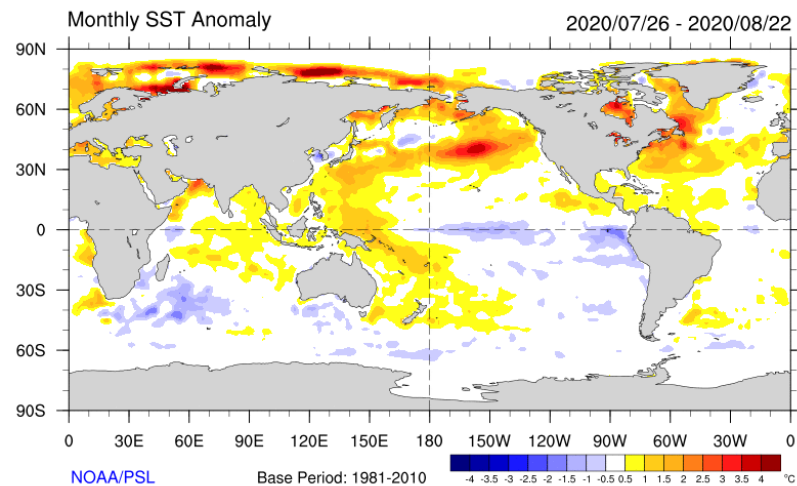 Monthly SST Anomaly 2020/07/26 - 2020/08/22
90N
60N
30N
0
30S
60S
90S
0 30E 60E 90E 120E 150E 180 150W 120W 90W 60W 30W 0
NOAA/PSL Base Period: 1981-2010
-4 -3.5 -3 -2.5 -2 -1.5 -1 -0.5 0.5 1 1.5 2 2.5 3 3.5 4 °C